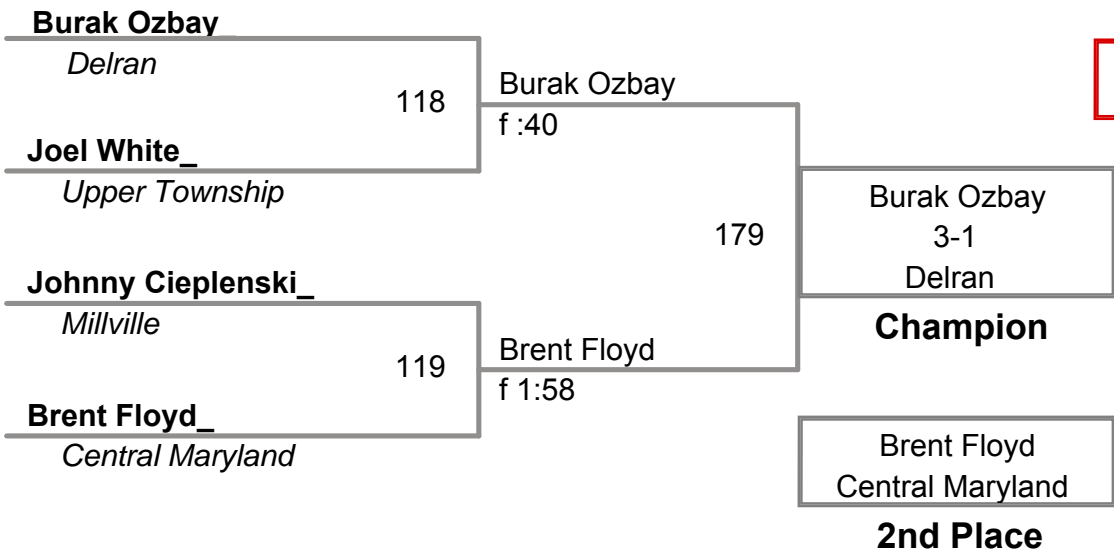 Burak Ozbay_
Delran
118
Joel White_
Upper Township
Burak Ozbay
f :40
Johnny Cieplenski_
Millville
119
Brent Floyd_
Central Maryland
Brent Floyd
f 1:58
179
Burak Ozbay
3-1
Delran
Champion
Brent Floyd
Central Maryland
2nd Place